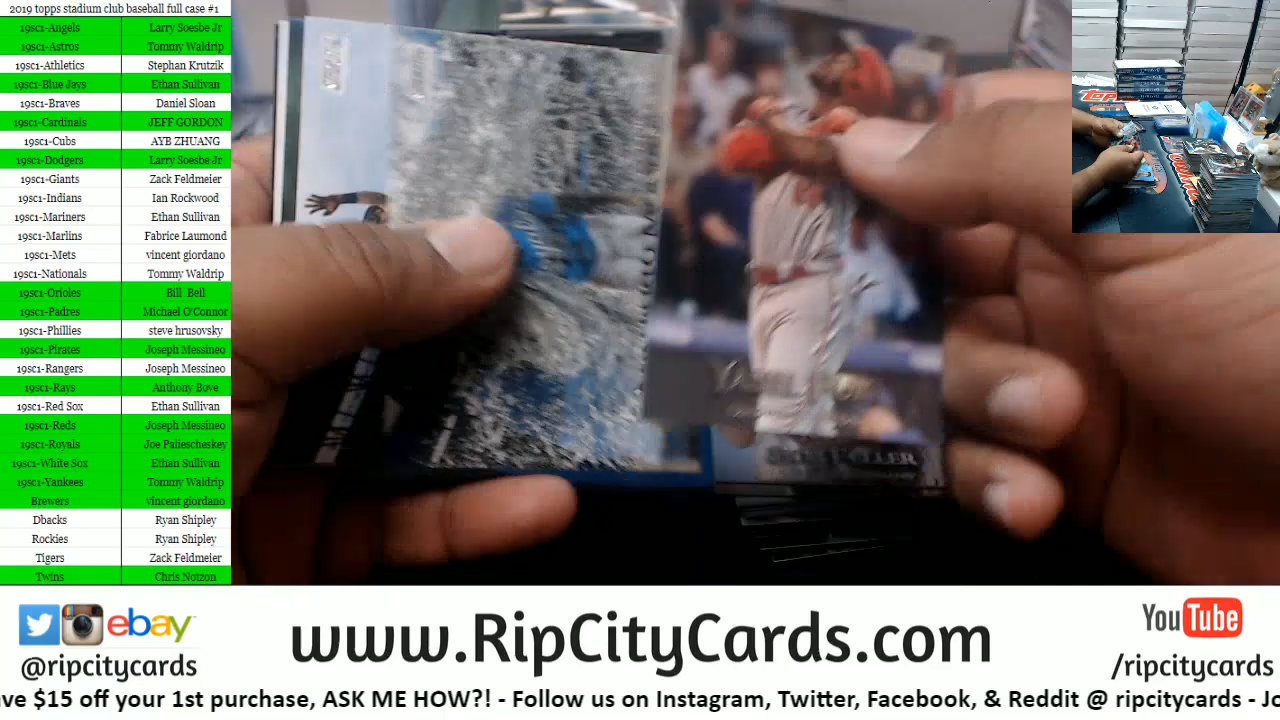 2019 topps stadium club baseball full case #1
19sc1-Angels Larry Soesbe Jr
19sc1-Astros Tommy Waldrip
19sc1-Athletics Stephan Krutzik
19sc1-Blue Jays Ethan Sullivan
19sc1-Braves Daniel Sloan
19sc1-Cardinals JEFF GORDON
19sc1-Cubs AYB ZHUANG
19sc1-Dodgers Larry Soesbe Jr
19sc1-Giants Zack Feldmeier
19sc1-Indians Ian Rockwood
19sc1-Mariners Ethan Sullivan
19sc1-Marlins Fabrice Laumond
19sc1-Mets vincent giordano
19sc1-Nationals Tommy Waldrip
19sc1-Orioles Bill Bell
19sc1-Padres Michael O'Connor
19sc1-Phillies steve hrusovsky
19sc1-Pirates Joseph Messineo
19sc1-Rangers Joseph Messineo
19sc1-Rays Anthony Bove
19sc1-Red Sox Ethan Sullivan
19sc1-Reds Joseph Messineo
19sc1-Royals Joe Paliescheskey
19sc1-White Sox Ethan Sullivan
19sc1-Yankees Tommy Waldrip
Brewers vincent giordano
Dbacks Ryan Shipley
Rockies Ryan Shipley
Tigers Zack Feldmeier
Twins Chris Notzon
ebay
@ripcitycards
www.RipCityCards.com
YouTube
/ripcitycards
ve $15 off your 1st purchase, ASK ME HOW?! - Follow us on Instagram, Twitter, Facebook, & Reddit @ ripcitycards - Jo